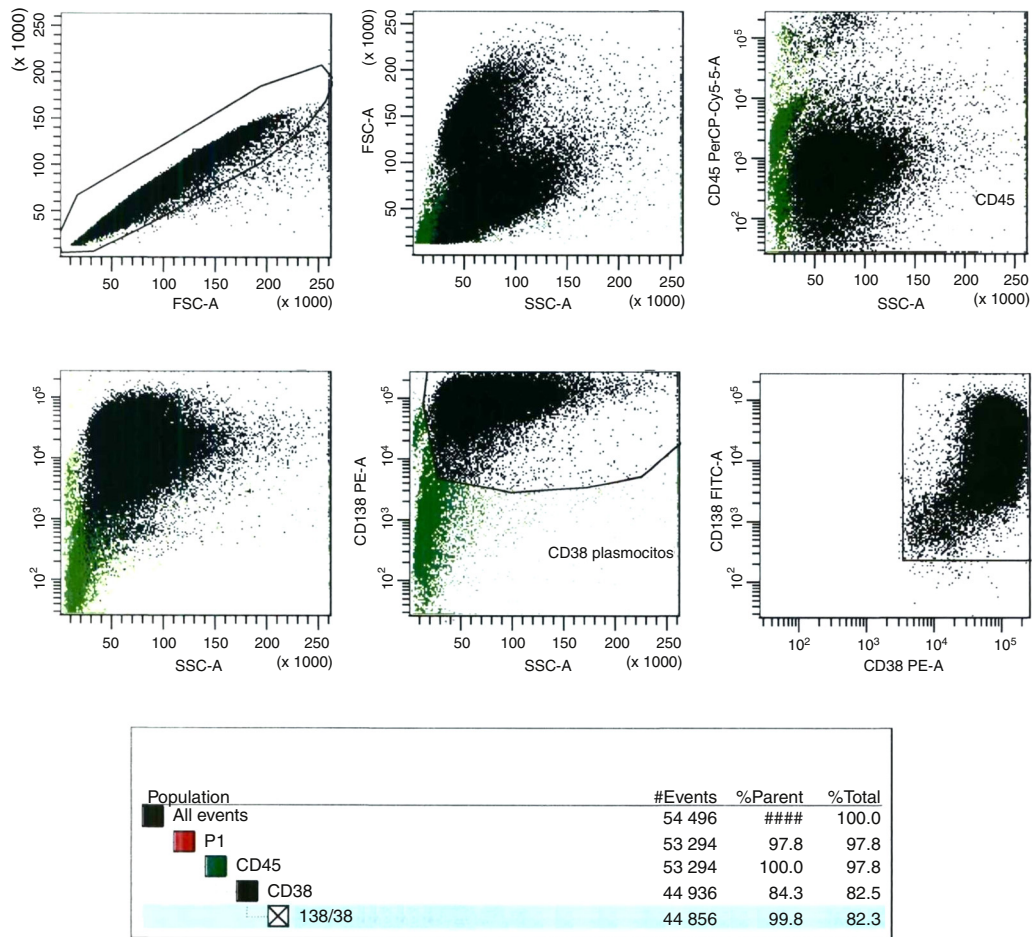 (x 1000)
250
200
150
100
50
50 100 150 200 250
FSC-A (x 1000)
(x 1000)
FSC-A
250
200
150
100
50
50 100 150 200 250
SSC-A (x 1000)
CD45 PerCP-Cy5-5-A
10^5
10^4
10^3
10^2
CD45
50 100 150 200 250
SSC-A (x 1000)
10^5
10^4
10^3
10^2
50 100 150 200 250
SSC-A (x 1000)
CD138 PE-A
10^5
10^4
10^3
10^2
CD38 plasmocitos
50 100 150 200 250
SSC-A (x 1000)
CD138 FITC-A
10^5
10^4
10^3
10^2
10^2 10^3 10^4 10^5
CD38 PE-A
Population #Events %Parent %Total
All events 54 496 #### 100.0
P1 53 294 97.8 97.8
CD45 53 294 100.0 97.8
CD38 44 936 84.3 82.5
138/38 44 856 99.8 82.3